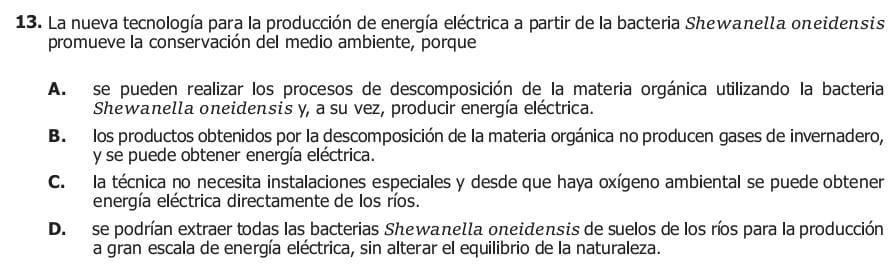 13. La nueva tecnología para la producción de energía eléctrica a partir de la bacteria Shewanella oneidensis
promueve la conservación del medio ambiente, porque
A. se pueden realizar los procesos de descomposición de la materia orgánica utilizando la bacteria
Shewanella oneidensis y, a su vez, producir energía eléctrica.
B. los productos obtenidos por la descomposición de la materia orgánica no producen gases de invernadero,
y se puede obtener energía eléctrica.
C. la técnica no necesita instalaciones especiales y desde que haya oxígeno ambiental se puede obtener
energía eléctrica directamente de los ríos.
D. se podrían extraer todas las bacterias Shewanella oneidensis de suelos de los ríos para la producción
a gran escala de energía eléctrica, sin alterar el equilibrio de la naturaleza.